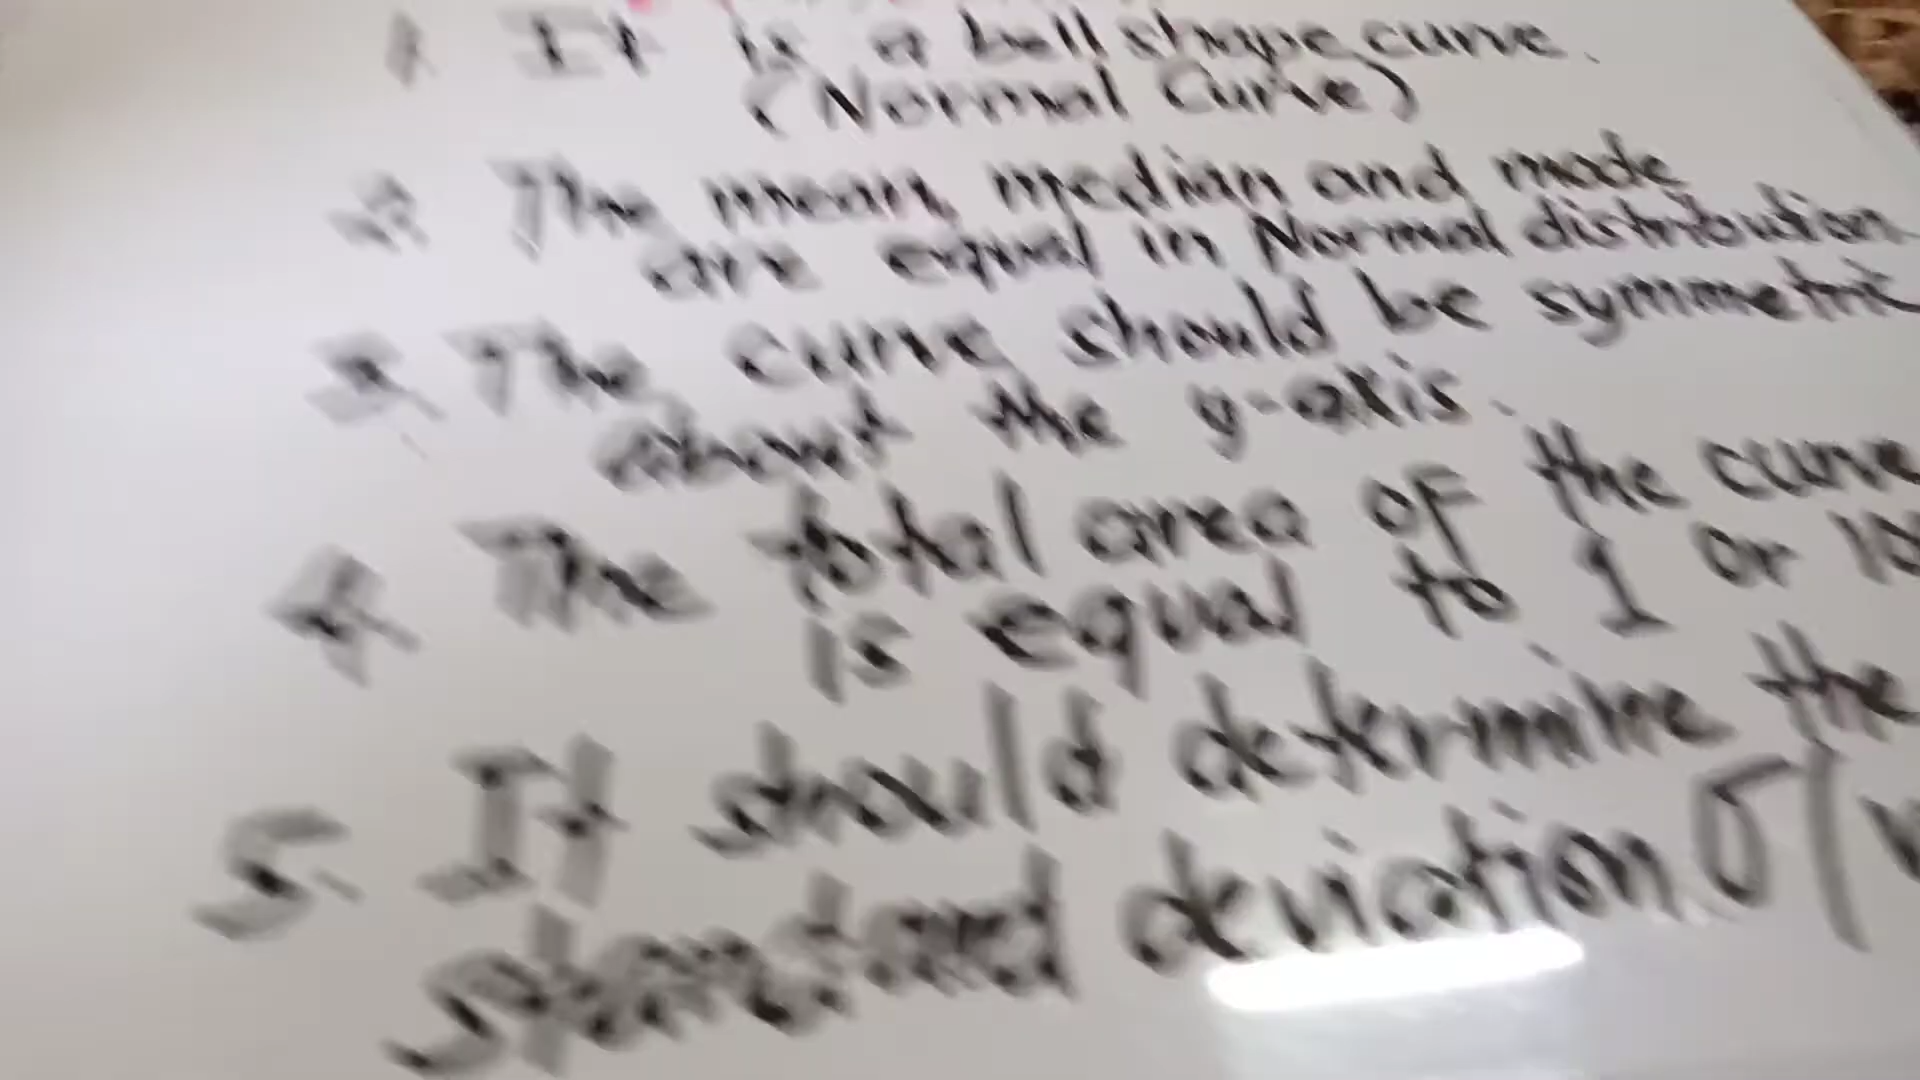 1. It is a bell shape curve.
(Normal Curve)
2. The mean, median and mode
are equal in Normal distribution
3. The curve should be symmetric
about the y-axis.
4. The total area of the curve
is equal to 1 or
5. It should determine the
standard deviation σ/